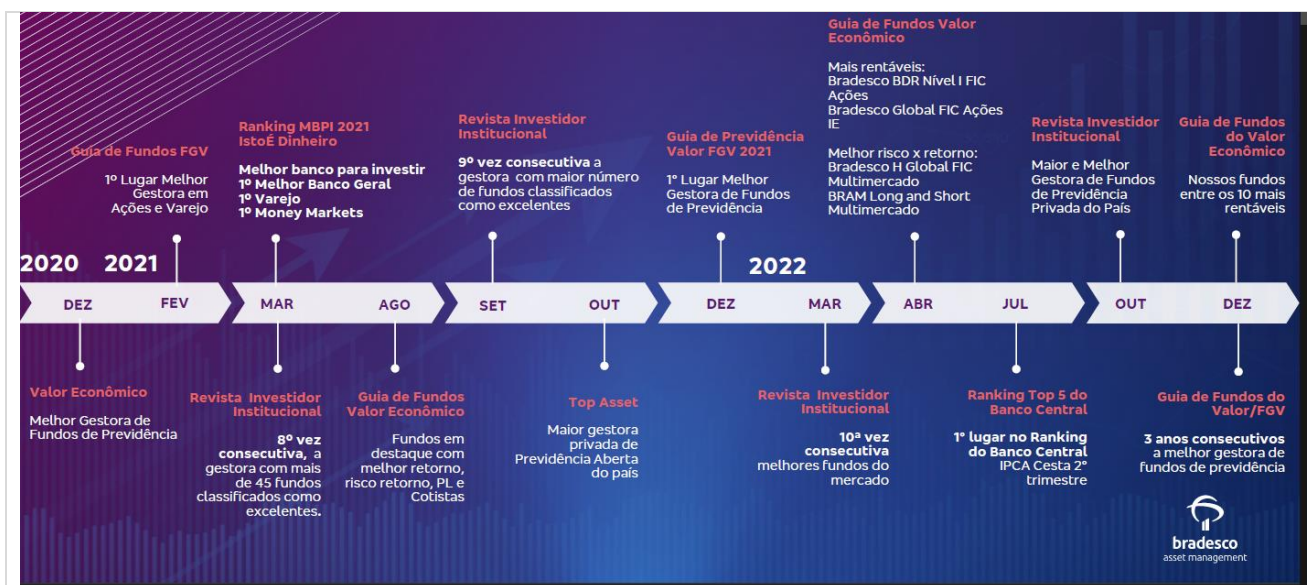 Guia de Fundos FGV
1º Lugar Melhor
Gestora em
Ações e Varejo
Ranking MBPI 2021
IstoÉ Dinheiro
Melhor banco para investir
1º Melhor Banco Geral
1º Varejo
1º Money Markets
Revista Investidor
Institucional
9º vez consecutiva a
gestora com maior número
de fundos classificados
como excelentes
Guia de Previdência
Valor FGV 2021
1° Lugar Melhor
Gestora de Fundos
de Previdência
Guia de Fundos Valor
Econômico
Mais rentáveis:
Bradesco BDR Nível I FIC
Ações
Bradesco Global FIC Ações
IE
Melhor risco x retorno:
Bradesco H Global FIC
Multimercado
BRAM Long and Short
Multimercado
Revista Investidor
Institucional
Maior e Melhor
Gestora de Fundos
de Previdência
Privada do País
Guia de Fundos
do Valor
Econômico
Nossos fundos
entre os 10 mais
rentáveis
2020 2021 2022
DEZ FEV MAR AGO SET OUT DEZ MAR ABR JUL OUT DEZ
Valor Econômico
Melhor Gestora de
Fundos de Previdência
Revista Investidor
Institucional
8º vez
consecutiva, a
gestora com mais
de 45 fundos
classificados como
excelentes.
Guia de Fundos
Valor Econômico
Fundos em
destaque com
melhor retorno,
risco retorno, PL e
Cotistas
Top Asset
Maior gestora
privada de
Previdência Aberta
do país
Revista Investidor
Institucional
10ª vez
consecutiva
melhores fundos do
mercado
Ranking Top 5 do
Banco Central
1° lugar no Ranking
do Banco Central
IPCA Cesta 2°
trimestre
Guia de Fundos do
Valor/FGV
3 anos consecutivos
a melhor gestora de
fundos de previdência
bradesco
asset management